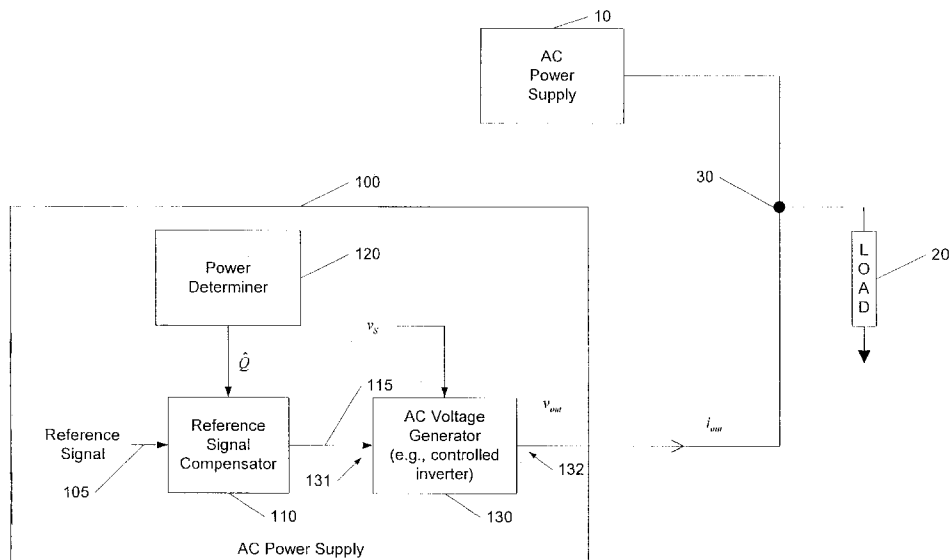 10
AC
Power
Supply
100
30
Power
Determiner
120
L
O
A
D
20
v_S
Q̂
115
Reference
Signal
105
Reference
Signal
Compensator
110
131
AC Voltage
Generator
(e.g., controlled
inverter)
130
v_out
132
i_out
AC Power Supply